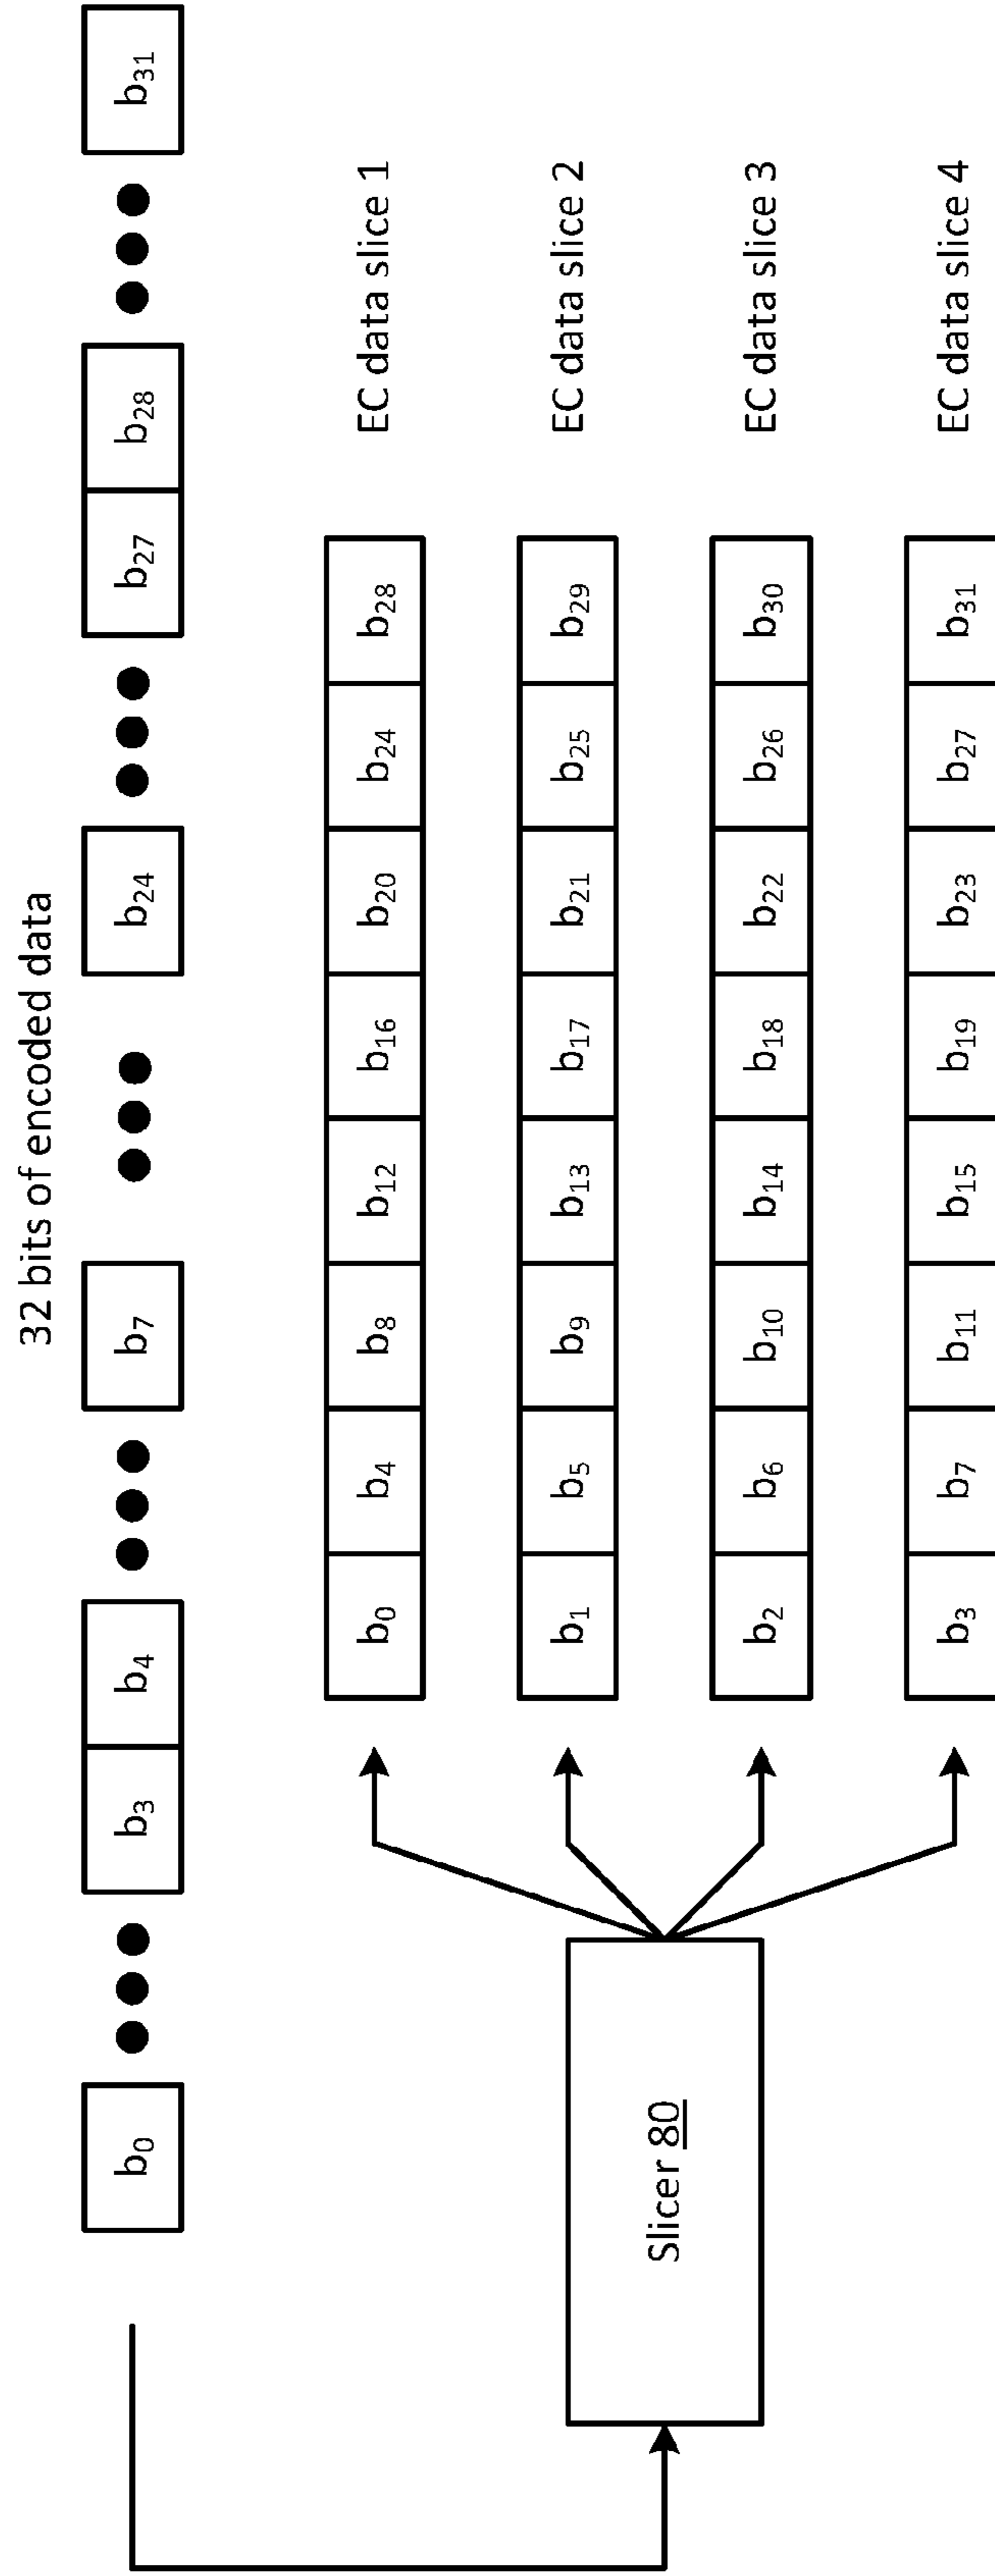 32 bits of encoded data
b₀ b₃ b₄ b₇ b₂₄ b₂₇ b₂₈ b₃₁
b₀ b₄ b₈ b₁₂ b₁₆ b₂₀ b₂₄ b₂₈ EC data slice 1
b₁ b₅ b₉ b₁₃ b₁₇ b₂₁ b₂₅ b₂₉ EC data slice 2
Slicer 80
b₂ b₆ b₁₀ b₁₄ b₁₈ b₂₂ b₂₆ b₃₀ EC data slice 3
b₃ b₇ b₁₁ b₁₅ b₁₉ b₂₃ b₂₇ b₃₁ EC data slice 4